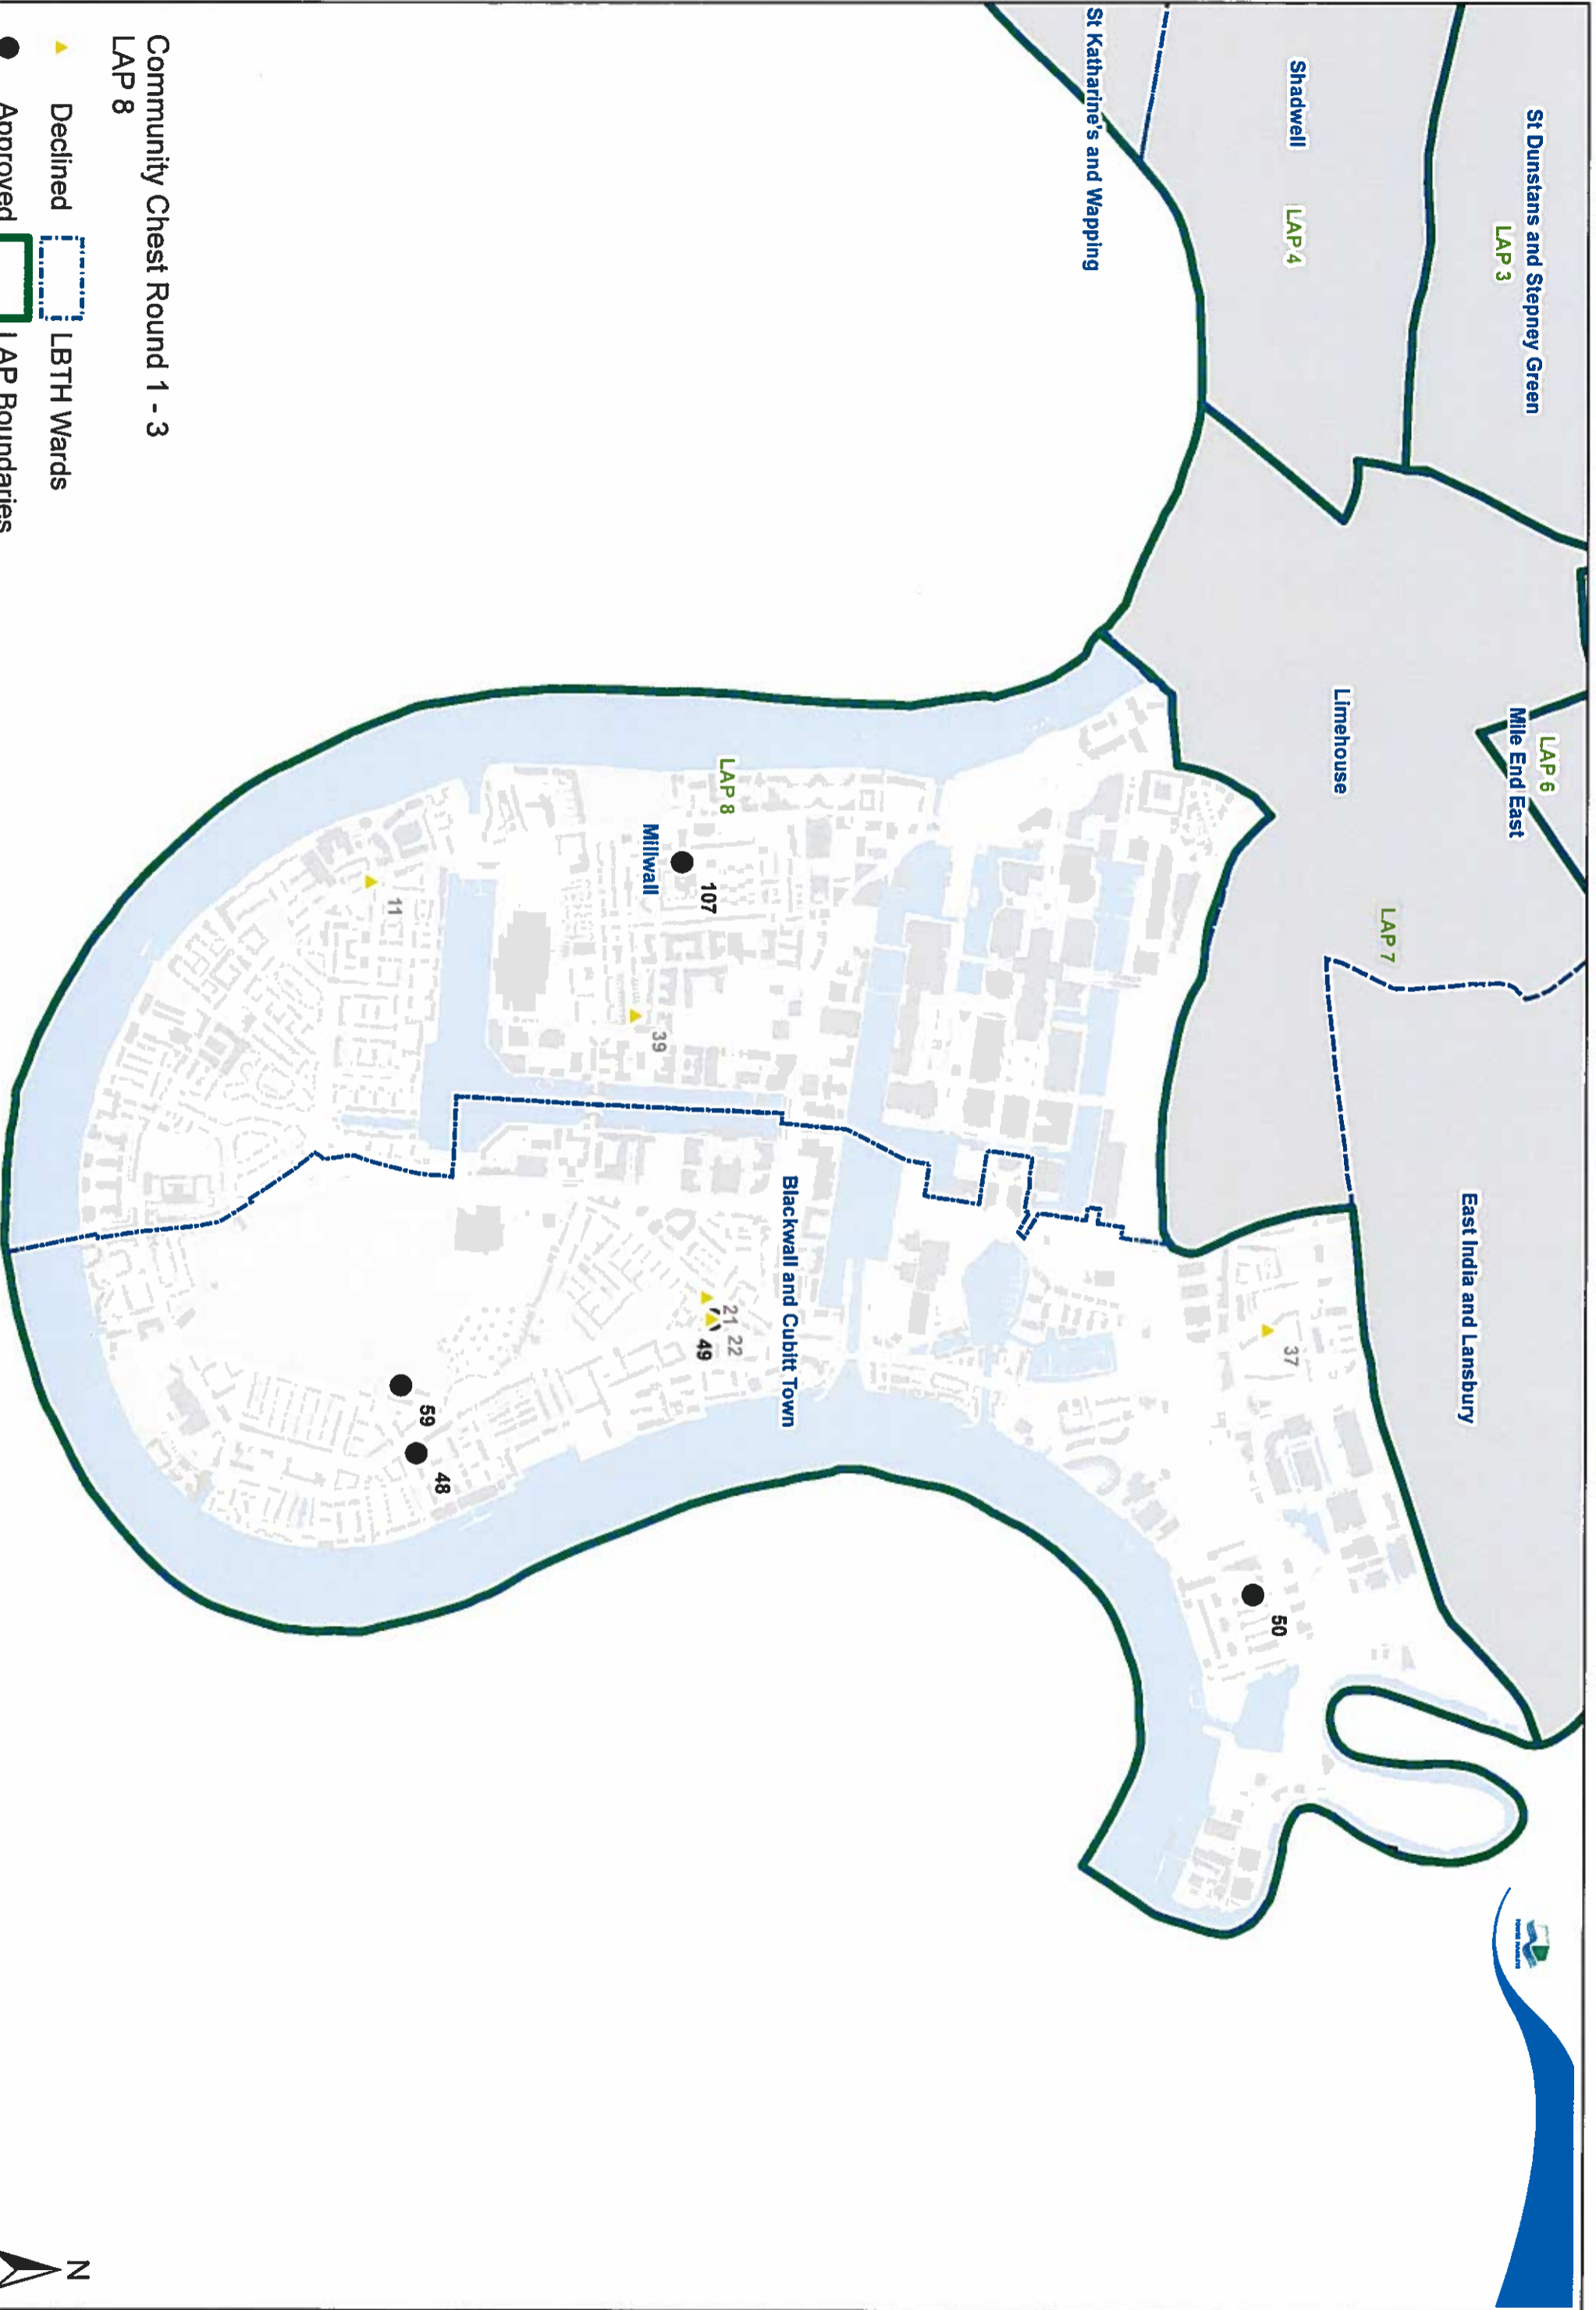 St Dunstans and Stepney Green
LAP 3
LAP 6
Mile End East
TOWER HAMLETS
Shadwell
LAP 4
Limehouse
LAP 7
East India and Lansbury
St Katharine's and Wapping
37
50
Blackwall and Cubitt Town
LAP 8
Millwall
107
21 22
49
39
11
59
48
Community Chest Round 1 - 3
LAP 8
Declined
LBTH Wards
Approved
LAP Boundaries
N